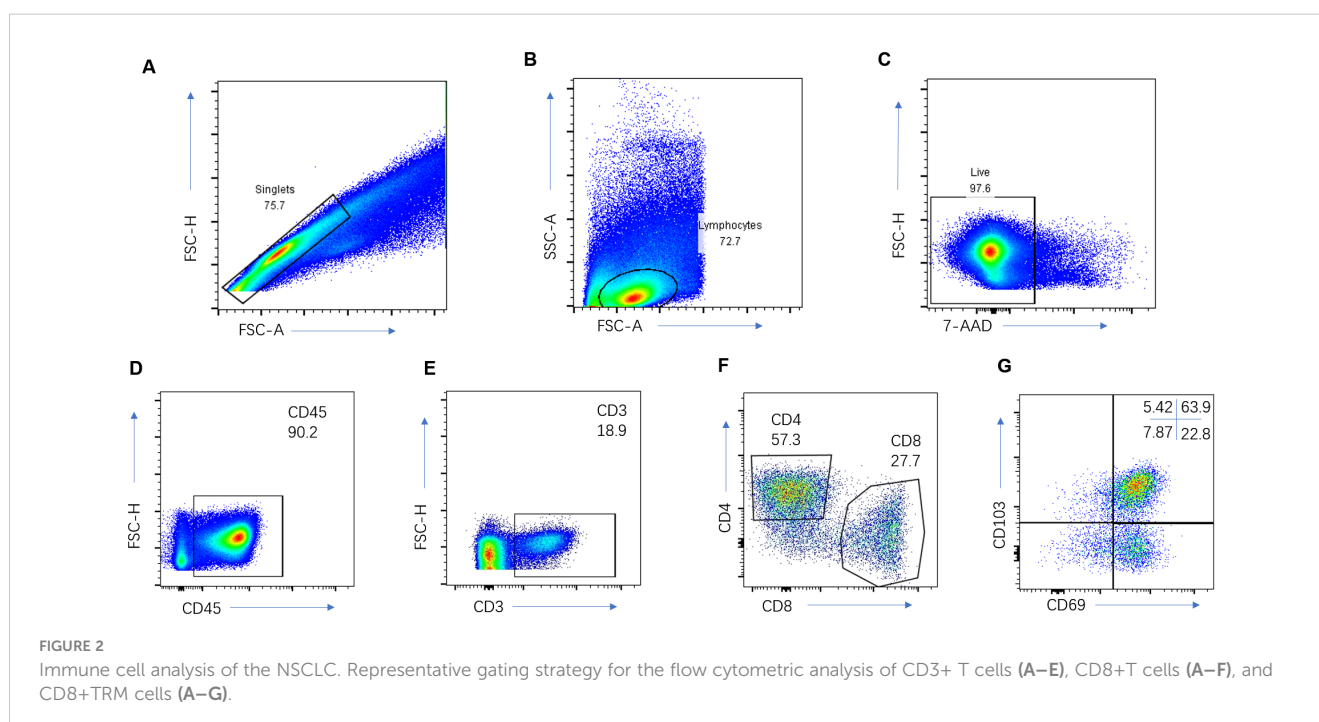 A
FSC-H
Singlets
75.7
FSC-A
B
SSC-A
Lymphocytes
72.7
FSC-A
C
FSC-H
Live
97.6
7-AAD
D
FSC-H
CD45
90.2
CD45
E
FSC-H
CD3
18.9
CD3
F
CD4
CD4
57.3
CD8
27.7
CD8
G
CD103
5.42 63.9
7.87 22.8
CD69
FIGURE 2
Immune cell analysis of the NSCLC. Representative gating strategy for the flow cytometric analysis of CD3+ T cells (A–E), CD8+T cells (A–F), and
CD8+TRM cells (A–G).